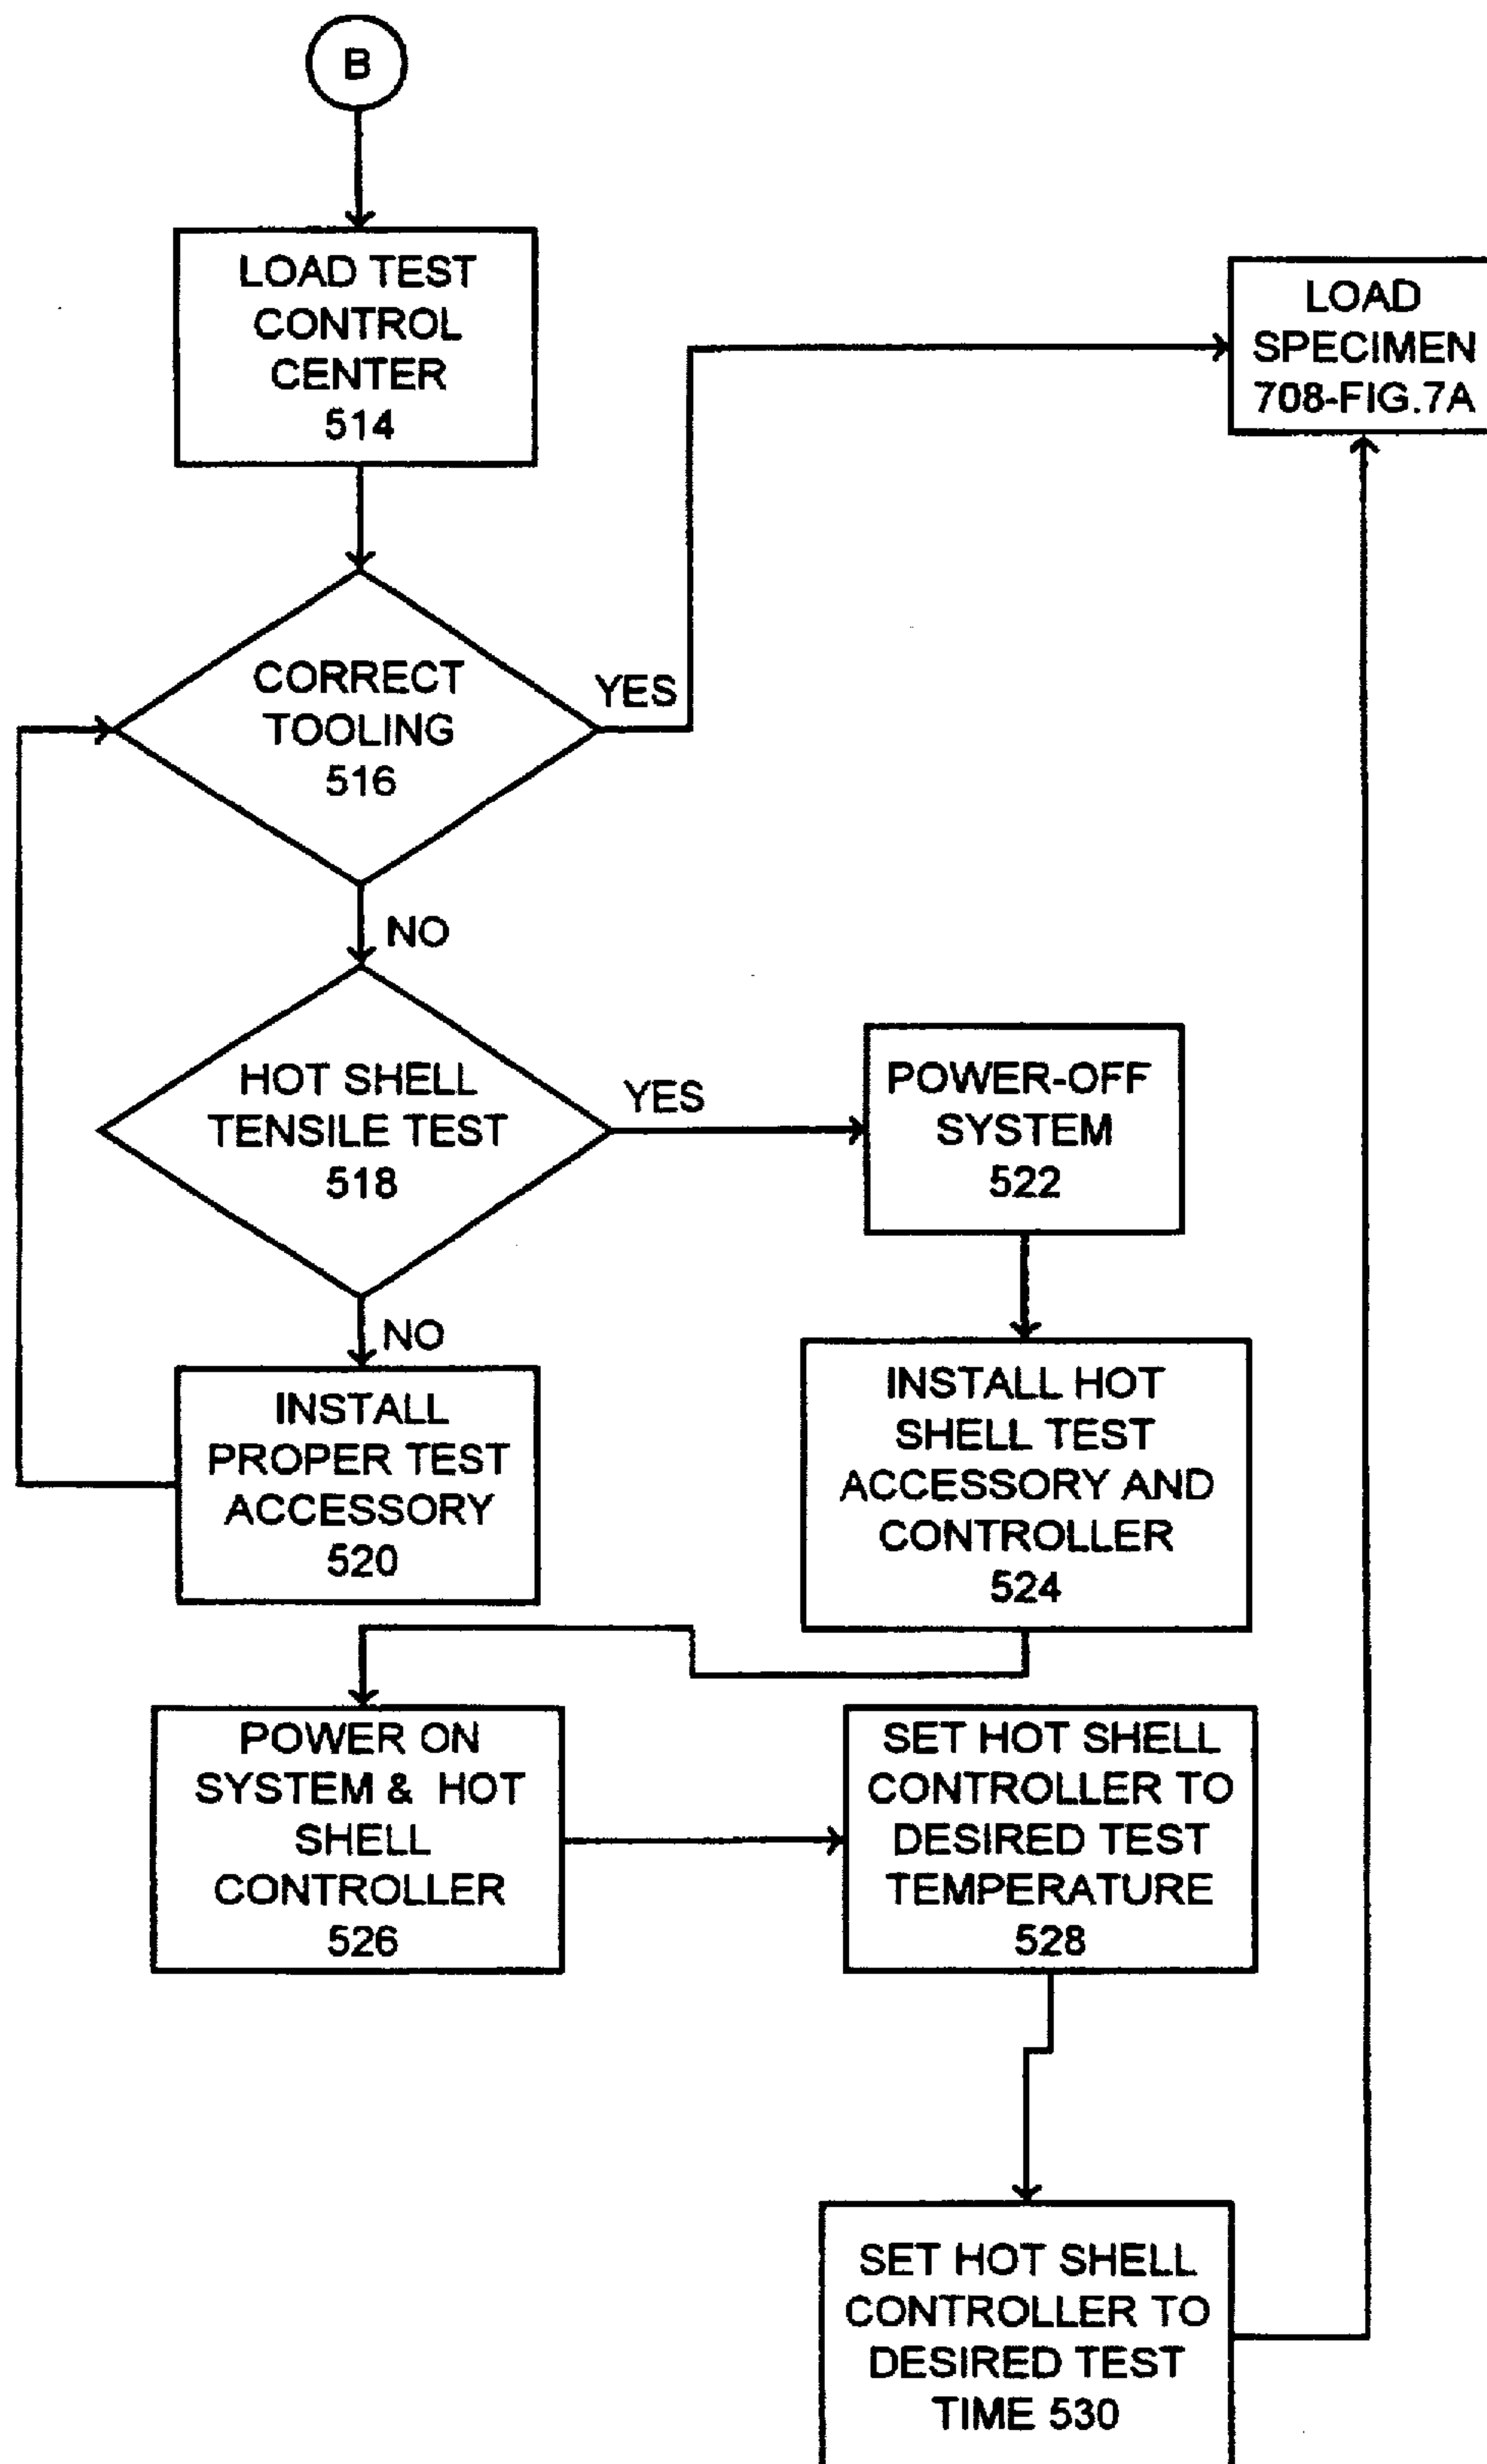 B
LOAD TEST
CONTROL
CENTER
514
LOAD
SPECIMEN
708-FIG.7A
CORRECT
TOOLING
516
YES
NO
HOT SHELL
TENSILE TEST
518
YES
POWER-OFF
SYSTEM
522
NO
INSTALL
PROPER TEST
ACCESSORY
520
INSTALL HOT
SHELL TEST
ACCESSORY AND
CONTROLLER
524
POWER ON
SYSTEM & HOT
SHELL
CONTROLLER
526
SET HOT SHELL
CONTROLLER TO
DESIRED TEST
TEMPERATURE
528
SET HOT SHELL
CONTROLLER TO
DESIRED TEST
TIME 530